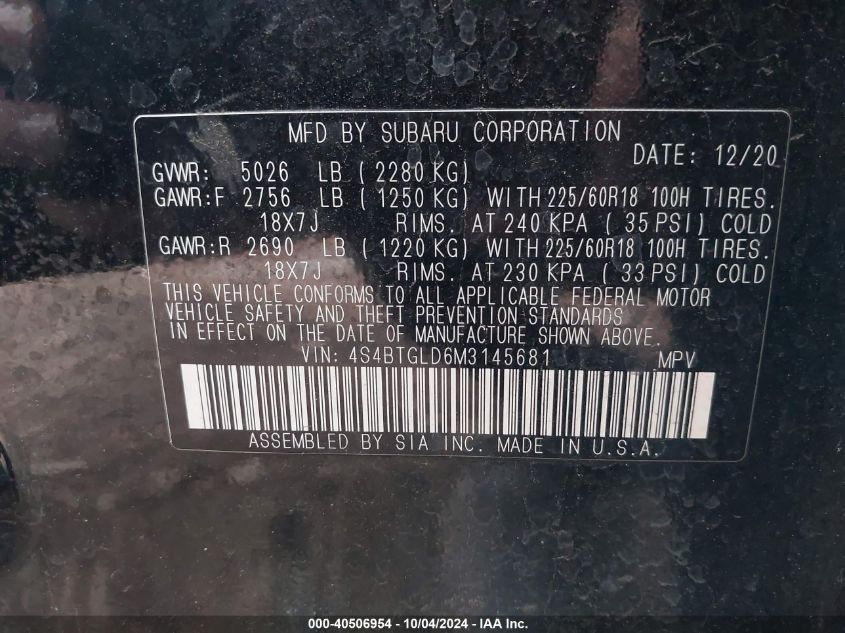 MFD BY SUBARU CORPORATION
DATE: 12/20
GVWR: 5026 LB ( 2280 KG)
GAWR:F 2756 LB ( 1250 KG) WITH 225/60R18 100H TIRES.
18X7J RIMS. AT 240 KPA ( 35 PSI) COLD
GAWR:R 2690 LB ( 1220 KG) WITH 225/60R18 100H TIRES.
18X7J RIMS. AT 230 KPA ( 33 PSI) COLD
THIS VEHICLE CONFORMS TO ALL APPLICABLE FEDERAL MOTOR
VEHICLE SAFETY AND THEFT PREVENTION STANDARDS
IN EFFECT ON THE DATE OF MANUFACTURE SHOWN ABOVE.
VIN: 4S4BTGLD6M3145681 MPV
ASSEMBLED BY SIA INC. MADE IN U.S.A.
000-40506954 - 10/04/2024 - IAA Inc.